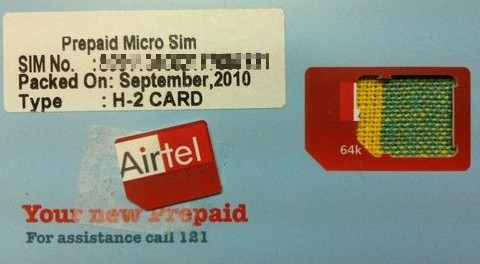 Prepaid Micro Sim
SIM No. :
Packed On: September,2010
Type : H-2 CARD
Airtel
64k
Your new Prepaid
For assistance call 121